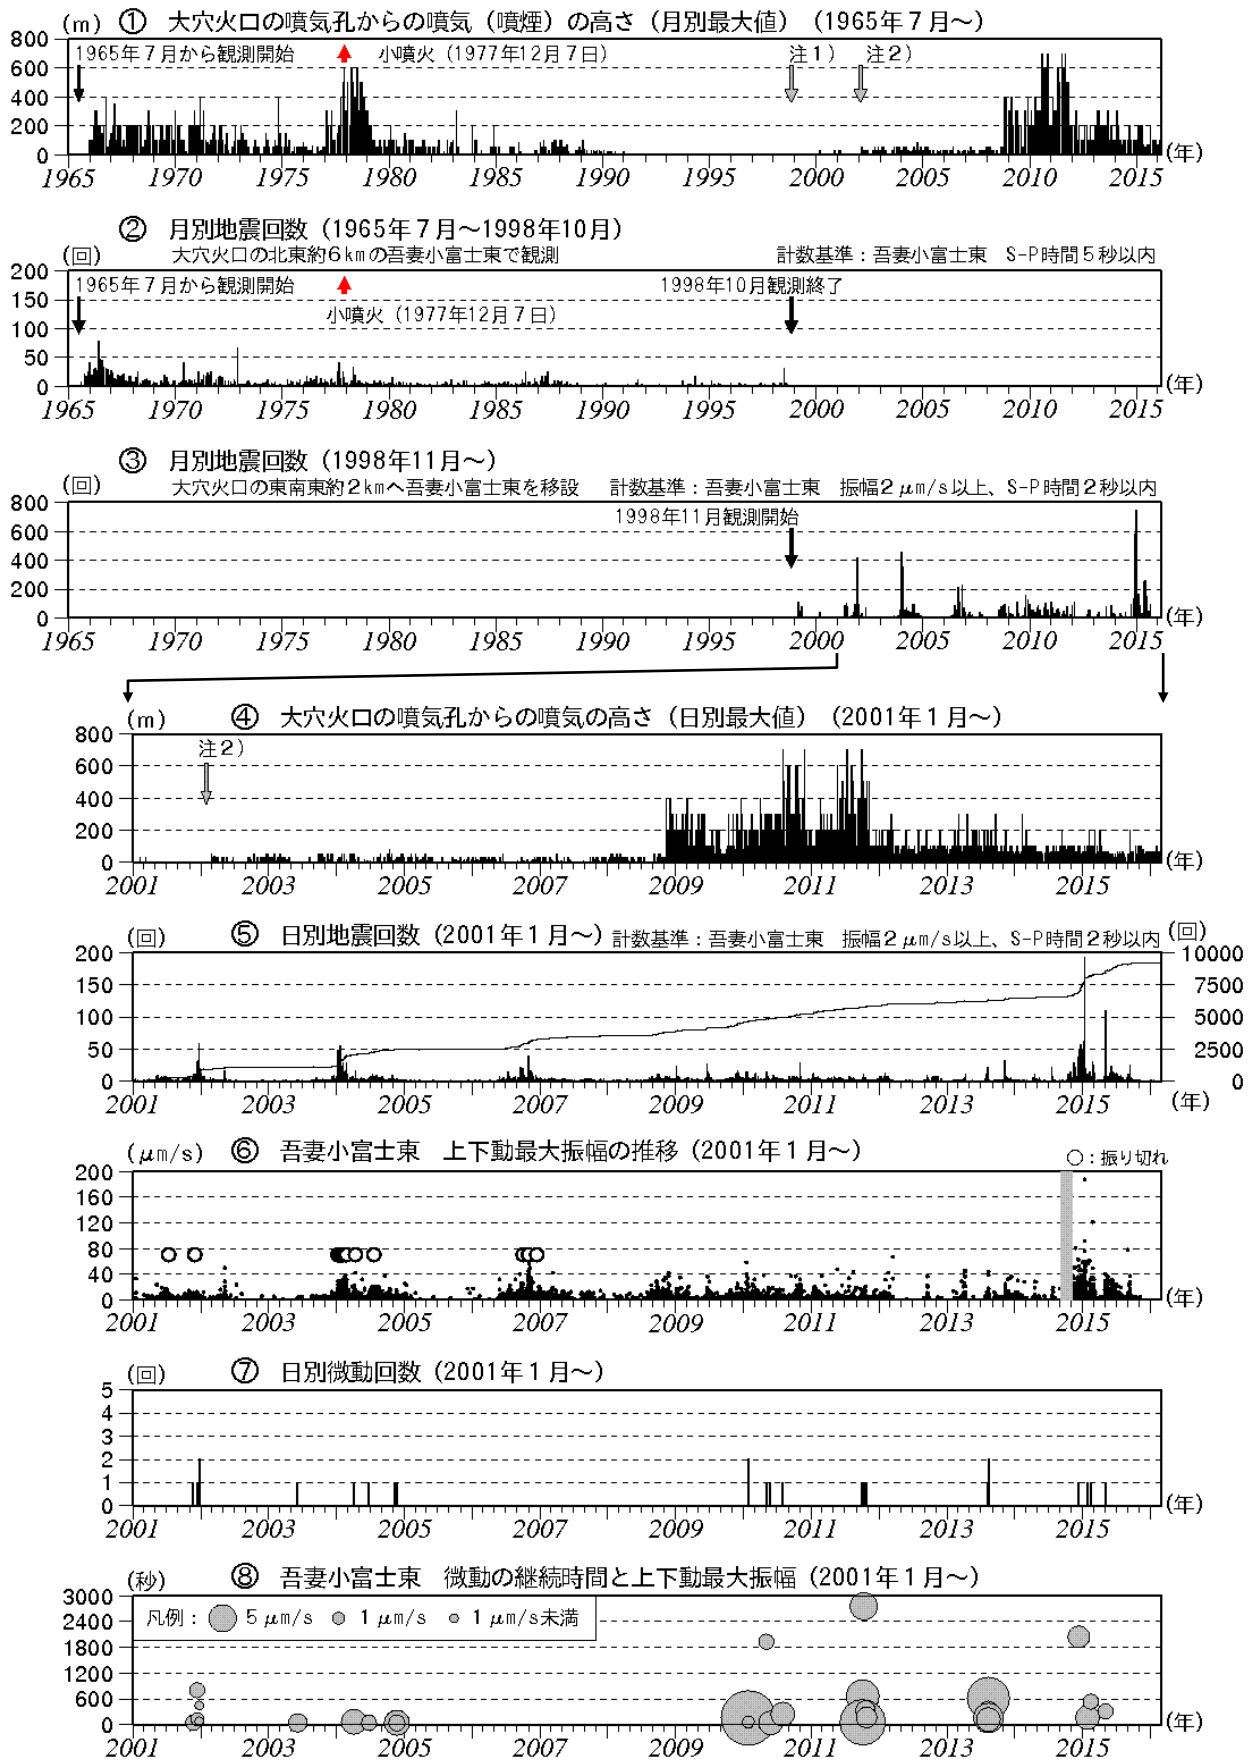 (m) ① 大穴火口の噴気孔からの噴気（噴煙）の高さ（月別最大値）（1965年７月～）
800
600
400
200
0
1965年７月から観測開始
小噴火（1977年12月７日）
注１）
注２）
1965 1970 1975 1980 1985 1990 1995 2000 2005 2010 2015 (年)
② 月別地震回数（1965年７月～1998年10月）
(回) 大穴火口の北東約６kmの吾妻小富士東で観測 計数基準：吾妻小富士東 S-P時間５秒以内
200
150
100
50
0
1965年７月から観測開始
小噴火（1977年12月７日）
1998年10月観測終了
1965 1970 1975 1980 1985 1990 1995 2000 2005 2010 2015 (年)
③ 月別地震回数（1998年11月～）
(回) 大穴火口の東南東約２kmへ吾妻小富士東を移設 計数基準：吾妻小富士東 振幅２μm/s以上、S-P時間２秒以内
800
600
400
200
0
1998年11月観測開始
1965 1970 1975 1980 1985 1990 1995 2000 2005 2010 2015 (年)
(m) ④ 大穴火口の噴気孔からの噴気の高さ（日別最大値）（2001年１月～）
800
600
400
200
0
注２）
2001 2003 2005 2007 2009 2011 2013 2015 (年)
(回) ⑤ 日別地震回数（2001年１月～） 計数基準：吾妻小富士東 振幅２μm/s以上、S-P時間２秒以内 (回)
200 10000
150 7500
100 5000
50 2500
0 0
2001 2003 2005 2007 2009 2011 2013 2015 (年)
(μm/s) ⑥ 吾妻小富士東 上下動最大振幅の推移（2001年１月～）
○：振り切れ
200
160
120
80
40
0
2001 2003 2005 2007 2009 2011 2013 2015 (年)
(回) ⑦ 日別微動回数（2001年１月～）
5
4
3
2
1
0
2001 2003 2005 2007 2009 2011 2013 2015 (年)
(秒) ⑧ 吾妻小富士東 微動の継続時間と上下動最大振幅（2001年１月～）
3000
2400
1800
1200
600
0
凡例： 5 μm/s 1 μm/s 1 μm/s未満
2001 2003 2005 2007 2009 2011 2013 2015 (年)